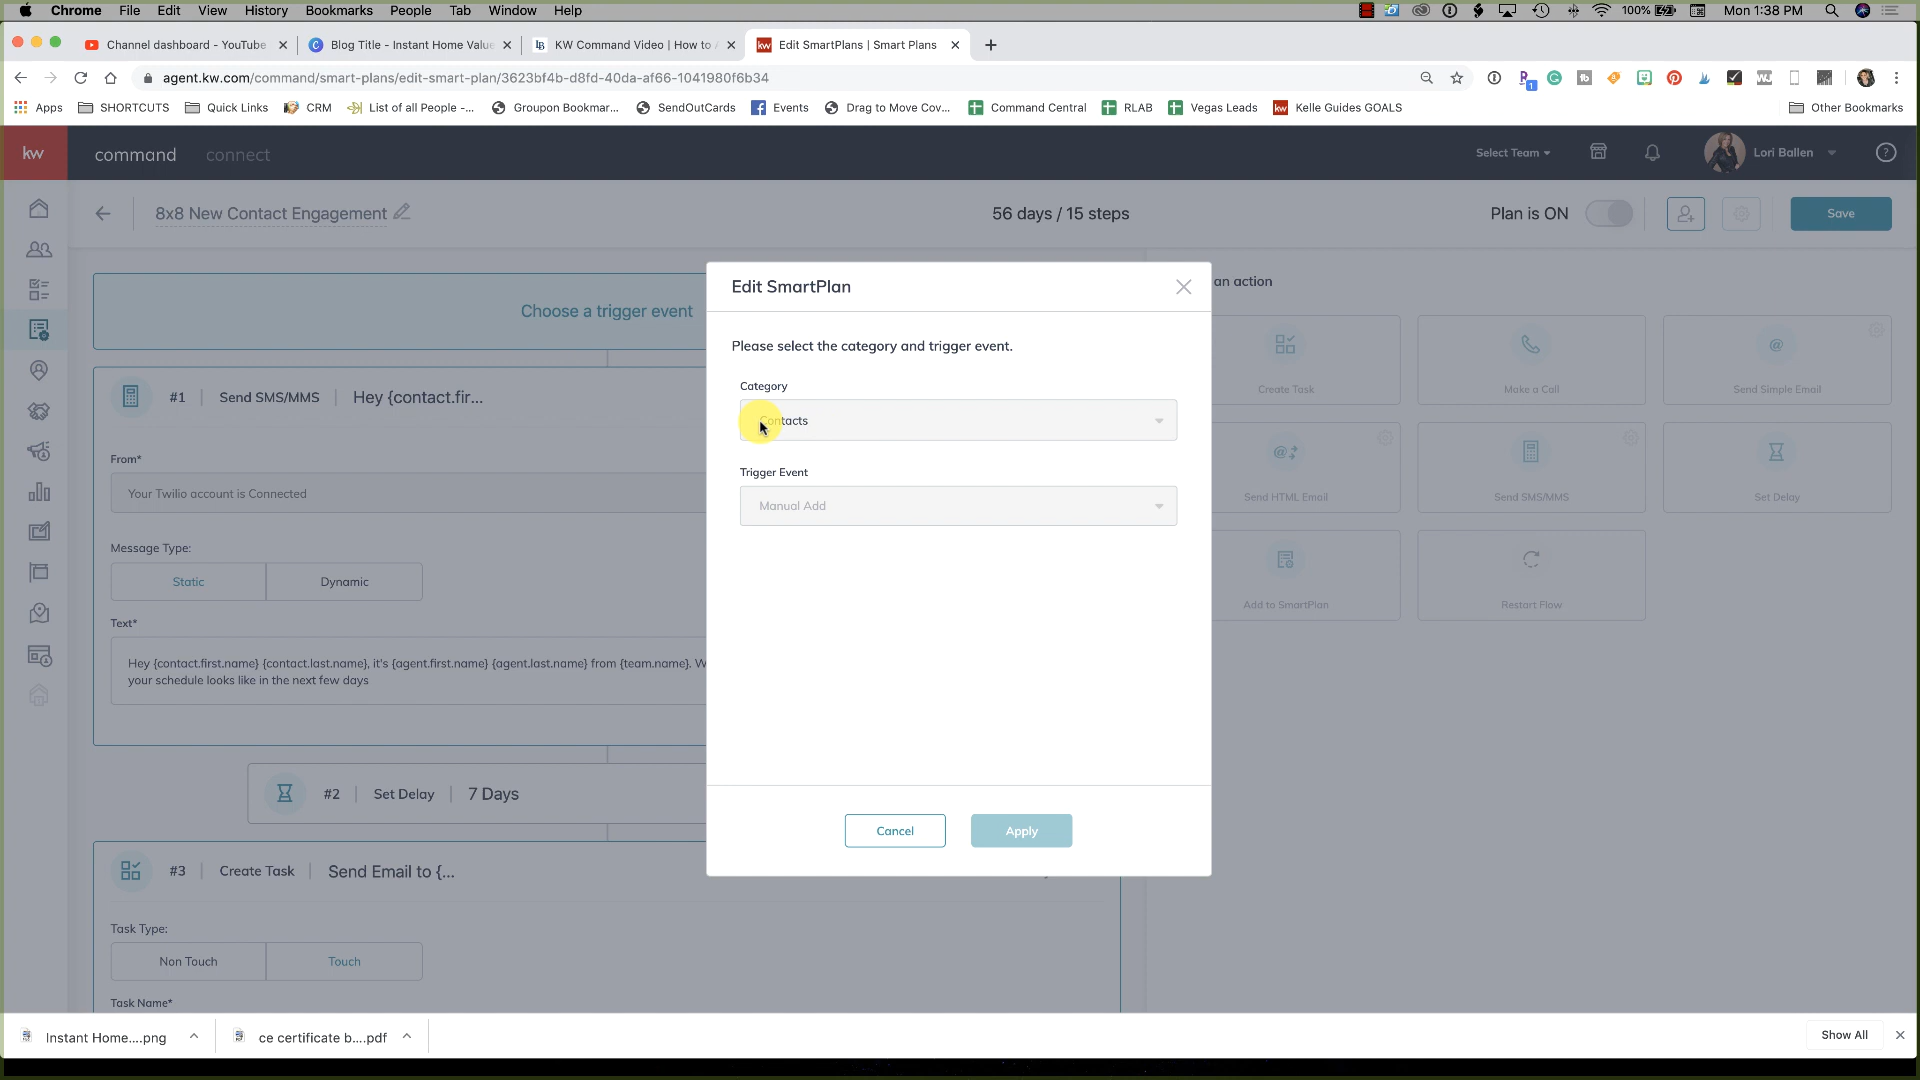 Chrome File Edit View History Bookmarks People Tab Window Help
100% Mon 1:38 PM
Channel dashboard - YouTube
Blog Title - Instant Home Value
KW Command Video | How to
Edit SmartPlans | Smart Plans
agent.kw.com/command/smart-plans/edit-smart-plan/3623bf4b-d8fd-40da-af66-1041980f6b34
Apps SHORTCUTS Quick Links CRM List of all People -... Groupon Bookmar... SendOutCards Events Drag to Move Cov... Command Central RLAB Vegas Leads Kelle Guides GOALS Other Bookmarks
kw command connect Select Team Lori Ballen
8x8 New Contact Engagement 56 days / 15 steps Plan is ON Save
Choose a trigger event
#1 Send SMS/MMS Hey {contact.fir...
From*
Your Twilio account is Connected
Message Type:
Static Dynamic
Text*
Hey {contact.first.name} {contact.last.name}, it's {agent.first.name} {agent.last.name} from {team.name}. W
your schedule looks like in the next few days
#2 Set Delay 7 Days
#3 Create Task Send Email to {...
Task Type:
Non Touch Touch
Task Name*
Edit SmartPlan
Please select the category and trigger event.
Category
Contacts
Trigger Event
Manual Add
Cancel Apply
an action
Create Task Make a Call Send Simple Email
Send HTML Email Send SMS/MMS Set Delay
Add to SmartPlan Restart Flow
Instant Home....png ce certificate b....pdf Show All